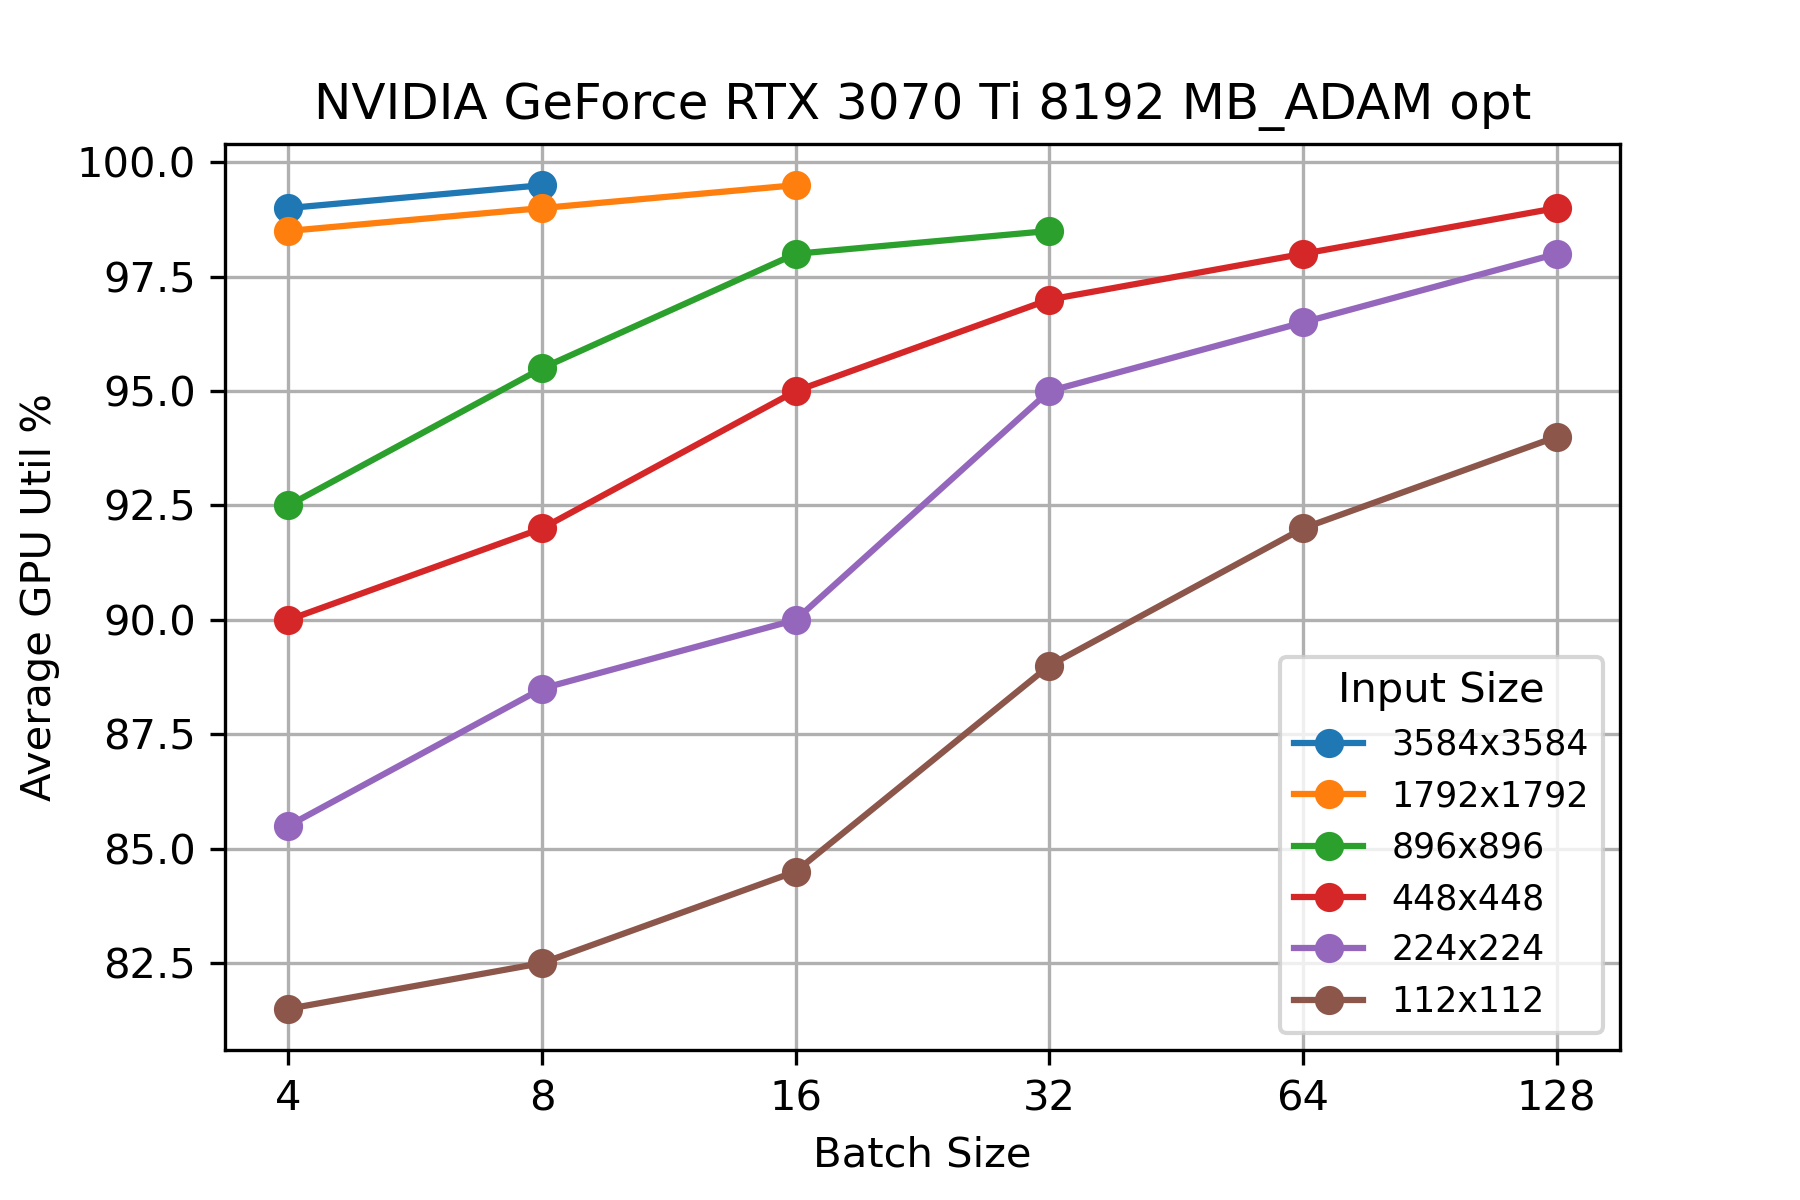 NVIDIA GeForce RTX 3070 Ti 8192 MB_ADAM opt
Average GPU Util %
100.0
97.5
95.0
92.5
90.0
87.5
85.0
82.5
Input Size
3584x3584
1792x1792
896x896
448x448
224x224
112x112
4 8 16 32 64 128
Batch Size